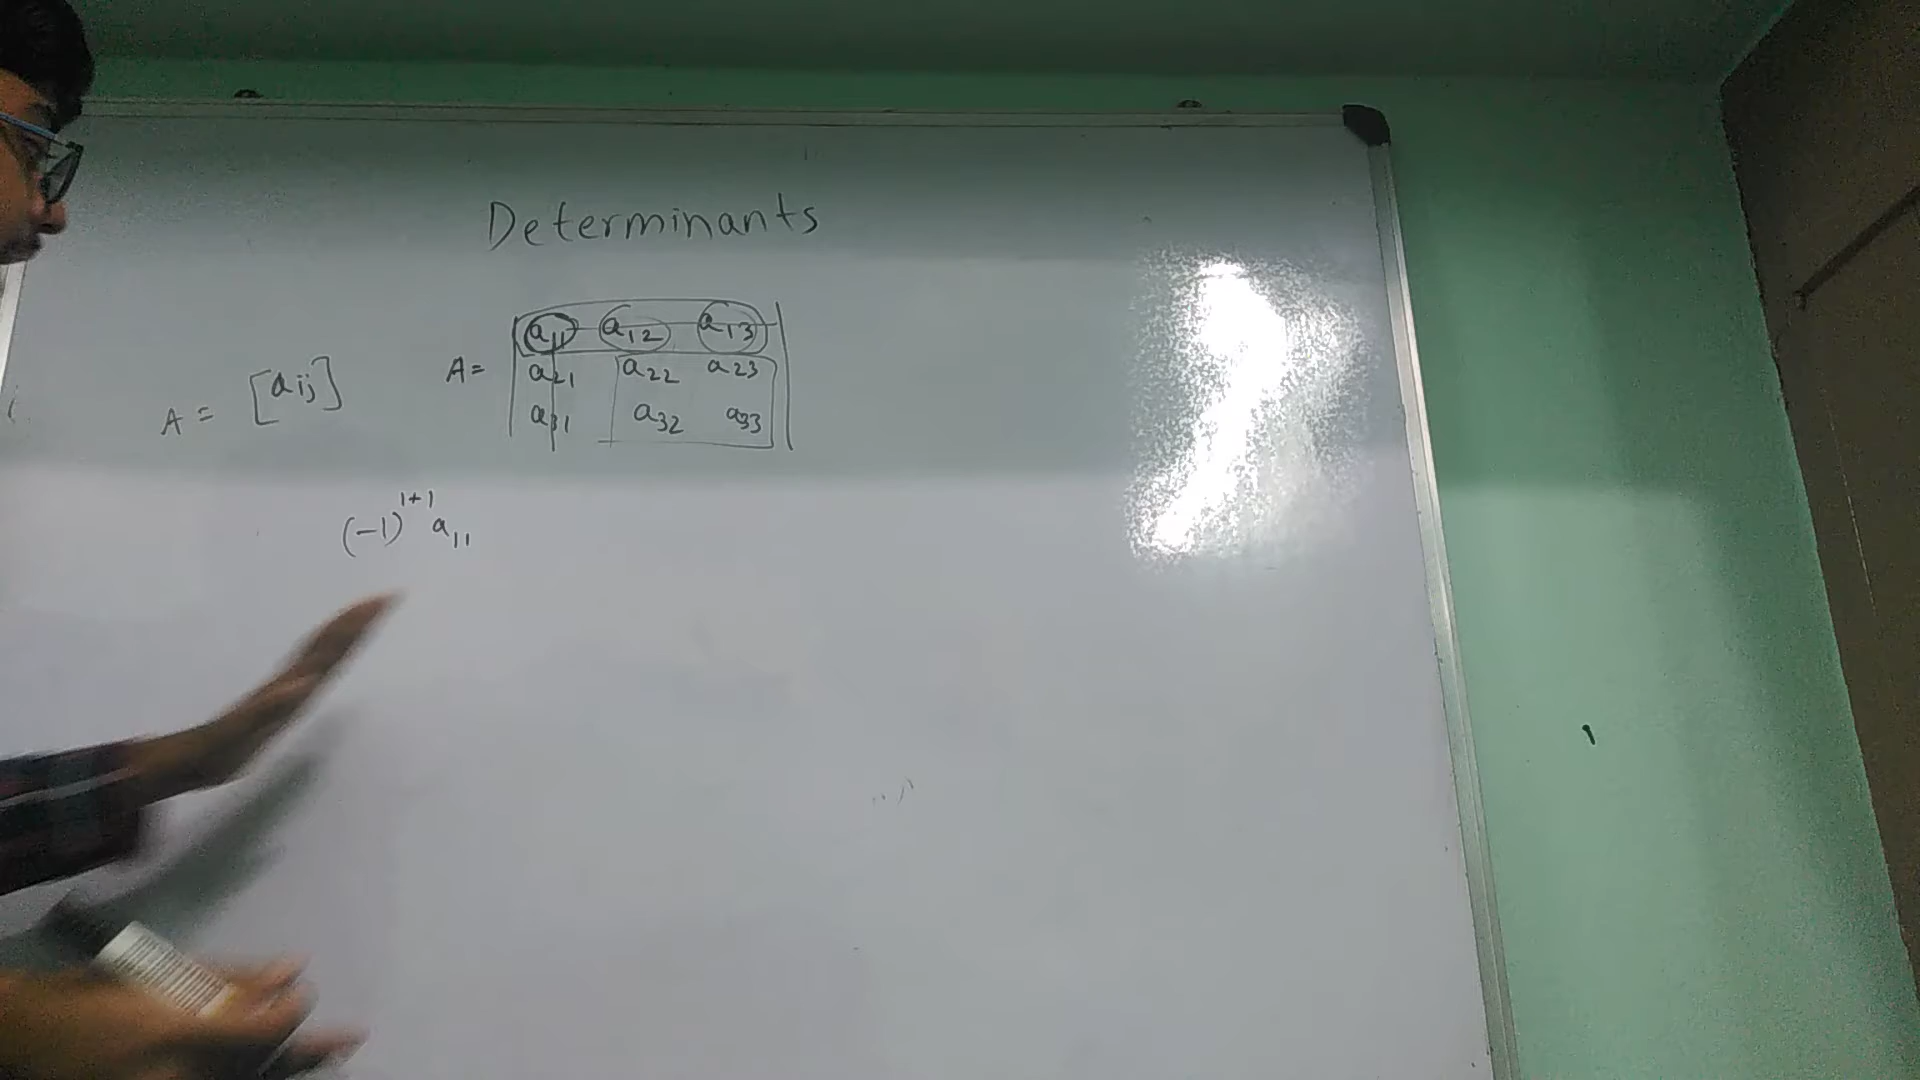 Determinants
a11 a12 a13
A = [aij] A = a21 a22 a23
a31 a32 a33
(-1)^1+1 a11